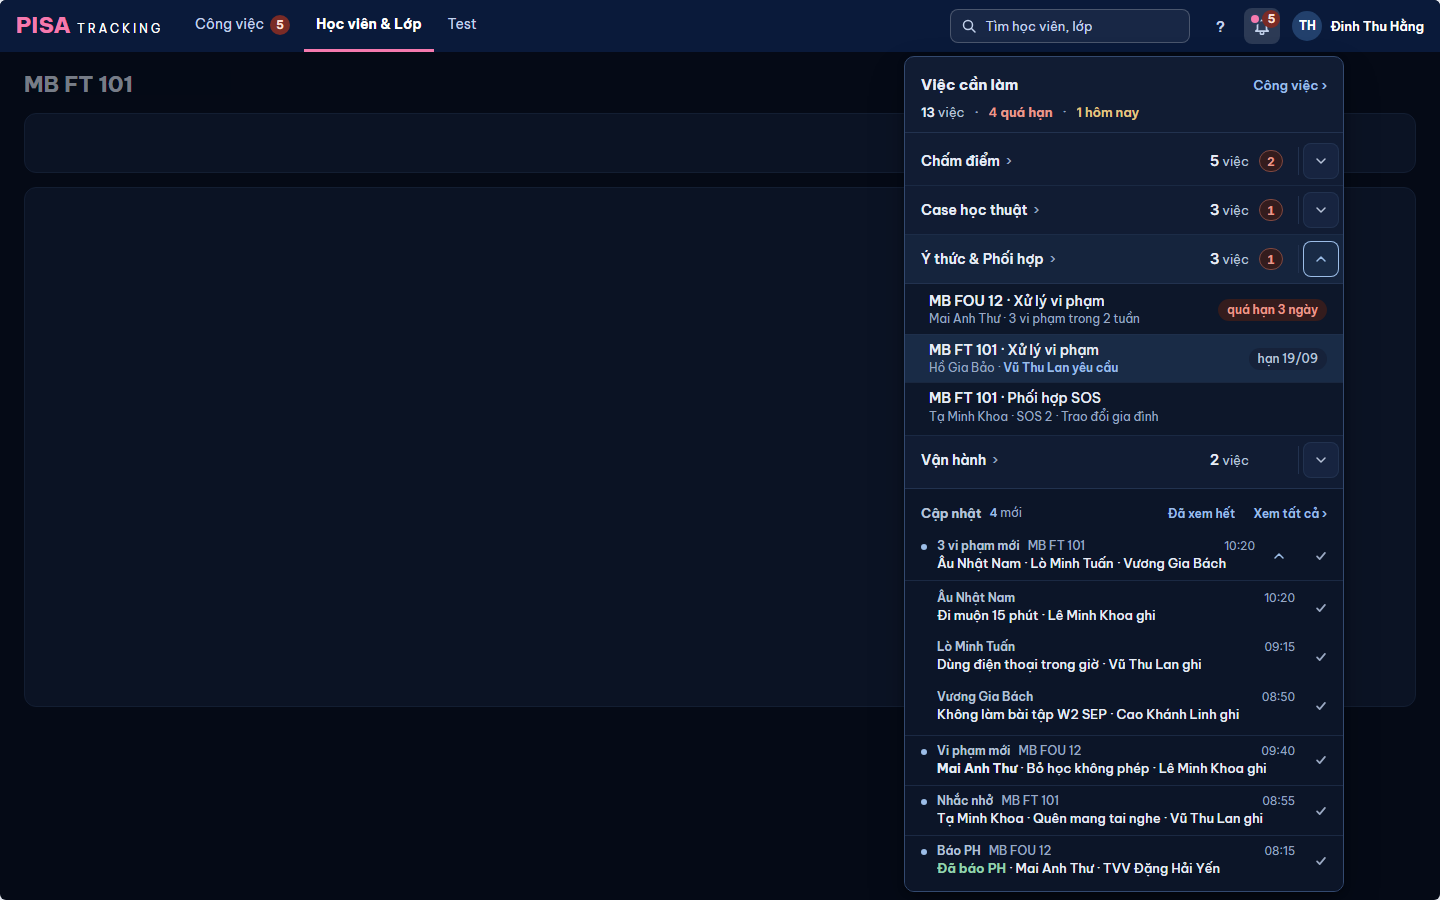 PISA TRACKING
Công việc 5
Học viên & Lớp
Test
Tìm học viên, lớp
?
5
TH
Đinh Thu Hằng
MB FT 101
Việc cần làm
Công việc ›
13 việc · 4 quá hạn · 1 hôm nay
Chấm điểm › 5 việc 2
Case học thuật › 3 việc 1
Ý thức & Phối hợp › 3 việc 1
MB FOU 12 · Xử lý vi phạm
Mai Anh Thư · 3 vi phạm trong 2 tuần
quá hạn 3 ngày
MB FT 101 · Xử lý vi phạm
Hồ Gia Bảo · Vũ Thu Lan yêu cầu
hạn 19/09
MB FT 101 · Phối hợp SOS
Tạ Minh Khoa · SOS 2 · Trao đổi gia đình
Vận hành › 2 việc
Cập nhật 4 mới
Đã xem hết
Xem tất cả ›
3 vi phạm mới MB FT 101 10:20
Âu Nhật Nam · Lò Minh Tuấn · Vương Gia Bách
Âu Nhật Nam 10:20
Đi muộn 15 phút · Lê Minh Khoa ghi
Lò Minh Tuấn 09:15
Dùng điện thoại trong giờ · Vũ Thu Lan ghi
Vương Gia Bách 08:50
Không làm bài tập W2 SEP · Cao Khánh Linh ghi
Vi phạm mới MB FOU 12 09:40
Mai Anh Thư · Bỏ học không phép · Lê Minh Khoa ghi
Nhắc nhở MB FT 101 08:55
Tạ Minh Khoa · Quên mang tai nghe · Vũ Thu Lan ghi
Báo PH MB FOU 12 08:15
Đã báo PH · Mai Anh Thư · TVV Đặng Hải Yến